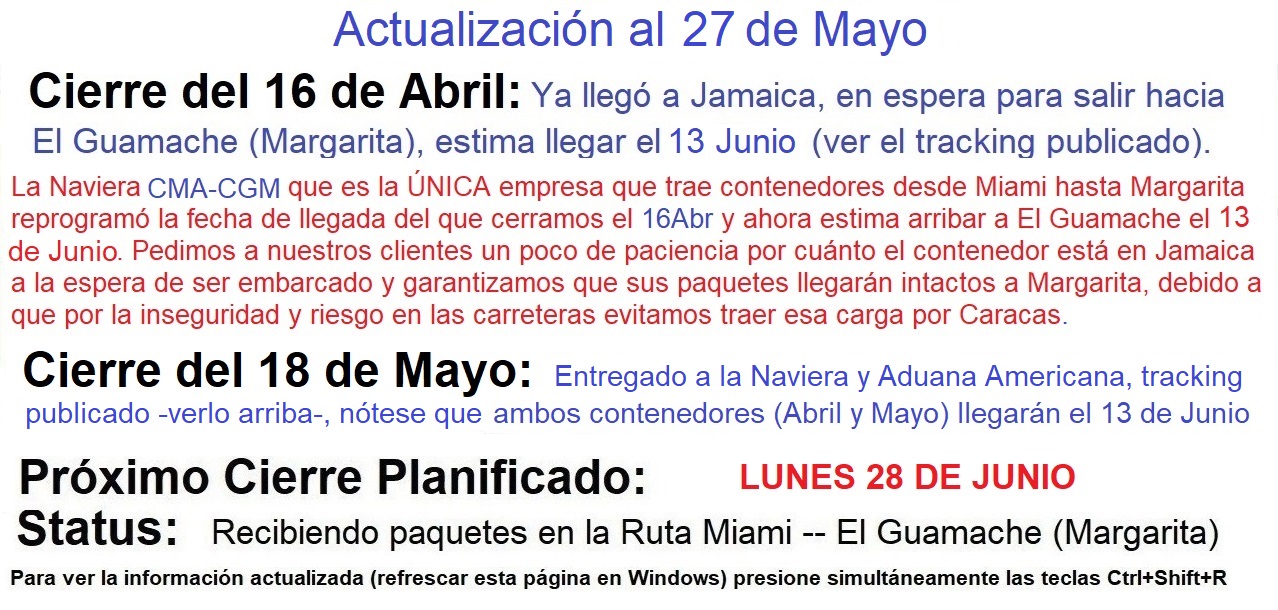 Actualización al 27 de Mayo
Cierre del 16 de Abril: Ya llegó a Jamaica, en espera para salir hacia
El Guamache (Margarita), estima llegar el 13 Junio (ver el tracking publicado).
La Naviera CMA-CGM que es la ÚNICA empresa que trae contenedores desde Miami hasta Margarita
reprogramó la fecha de llegada del que cerramos el 16Abr y ahora estima arribar a El Guamache el 13
de Junio. Pedimos a nuestros clientes un poco de paciencia por cuánto el contenedor está en Jamaica
a la espera de ser embarcado y garantizamos que sus paquetes llegarán intactos a Margarita, debido a
que por la inseguridad y riesgo en las carreteras evitamos traer esa carga por Caracas.
Cierre del 18 de Mayo: Entregado a la Naviera y Aduana Americana, tracking
publicado -verlo arriba-, nótese que ambos contenedores (Abril y Mayo) llegarán el 13 de Junio
Próximo Cierre Planificado: LUNES 28 DE JUNIO
Status: Recibiendo paquetes en la Ruta Miami -- El Guamache (Margarita)
Para ver la información actualizada (refrescar esta página en Windows) presione simultáneamente las teclas Ctrl+Shift+R